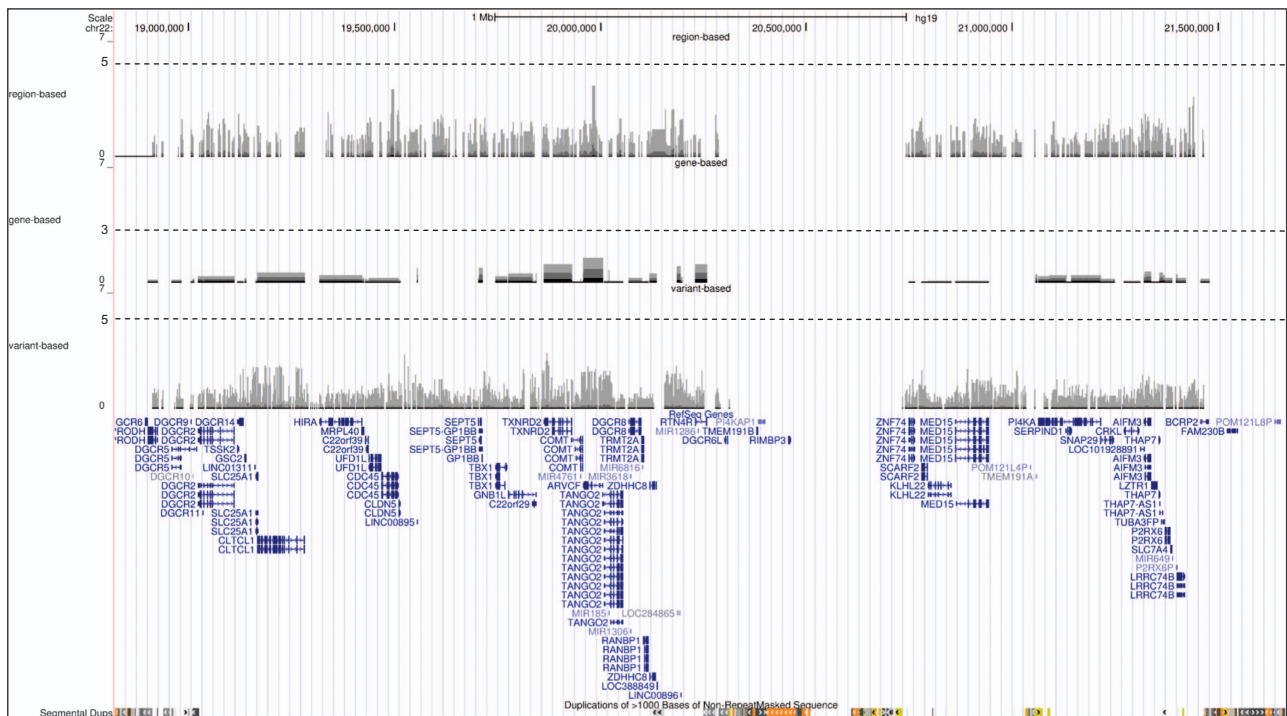 Scale 1 Mb hg19
chr22: 19,000,000 19,500,000 20,000,000 20,500,000 21,000,000 21,500,000
7 region-based
5
region-based
0 gene-based
7
gene-based
3
0 variant-based
7
5
variant-based
0 RefSeq Genes
GCR6 DGCR9 DGCR14 HIRA SEPT5 TXNRD2 DGCR8 RTN4R PI4KAP1 ZNF74 MED15 PI4KA AIFM3 BCRP2 POM121L8P
PRODH DGCR2 MRPL40 SEPT5-GP1BB TXNRD2 DGCR8 MIR1286 TMEM191B ZNF74 MED15 SERPIND1 CRKL AIFM3 FAM230B
PRODH DGCR2 TSSK2 C22orf39 SEPT5 COMT TRMT2A DGCR6L RIMBP3 ZNF74 MED15 SNAP29 THAP7
DGCR5 GSC2 C22orf39 SEPT5-GP1BB COMT TRMT2A ZNF74 MED15 LOC101928891
DGCR5 UFD1L GP1BB COMT TRMT2A SCARF2 MED15 AIFM3
DGCR5 LINC01311 UFD1L TBX1 COMT MIR6816 SCARF2 MED15 POM121L4P AIFM3
DGCR10 SLC25A1 CDC45 TBX1 MIR4761 MIR3618 KLHL22 TMEM191A AIFM3
DGCR2 CDC45 TBX1 ARVCF ZDHHC8 KLHL22 LZTR1
DGCR2 CDC45 GNB1L TANGO2 KLHL22 THAP7
DGCR2 CLDN5 C22orf29 TANGO2 MED15 THAP7-AS1
DGCR11 SLC25A1 CLDN5 TANGO2 THAP7-AS1
SLC25A1 LINC00895 TANGO2 TUBA3FP
SLC25A1 TANGO2 P2RX6
CLTCL1 TANGO2 P2RX6
CLTCL1 TANGO2 SLC7A4
TANGO2 MIR649
TANGO2 P2RX6P
TANGO2 LRRC74B
TANGO2 LRRC74B
TANGO2 LRRC74B
MIR185 LOC284865
TANGO2
MIR1306
RANBP1
RANBP1
RANBP1
RANBP1
ZDHHC8
LOC388849
LINC00896
Duplications of >1000 Bases of Non-RepeatMasked Sequence
Segmental Dups